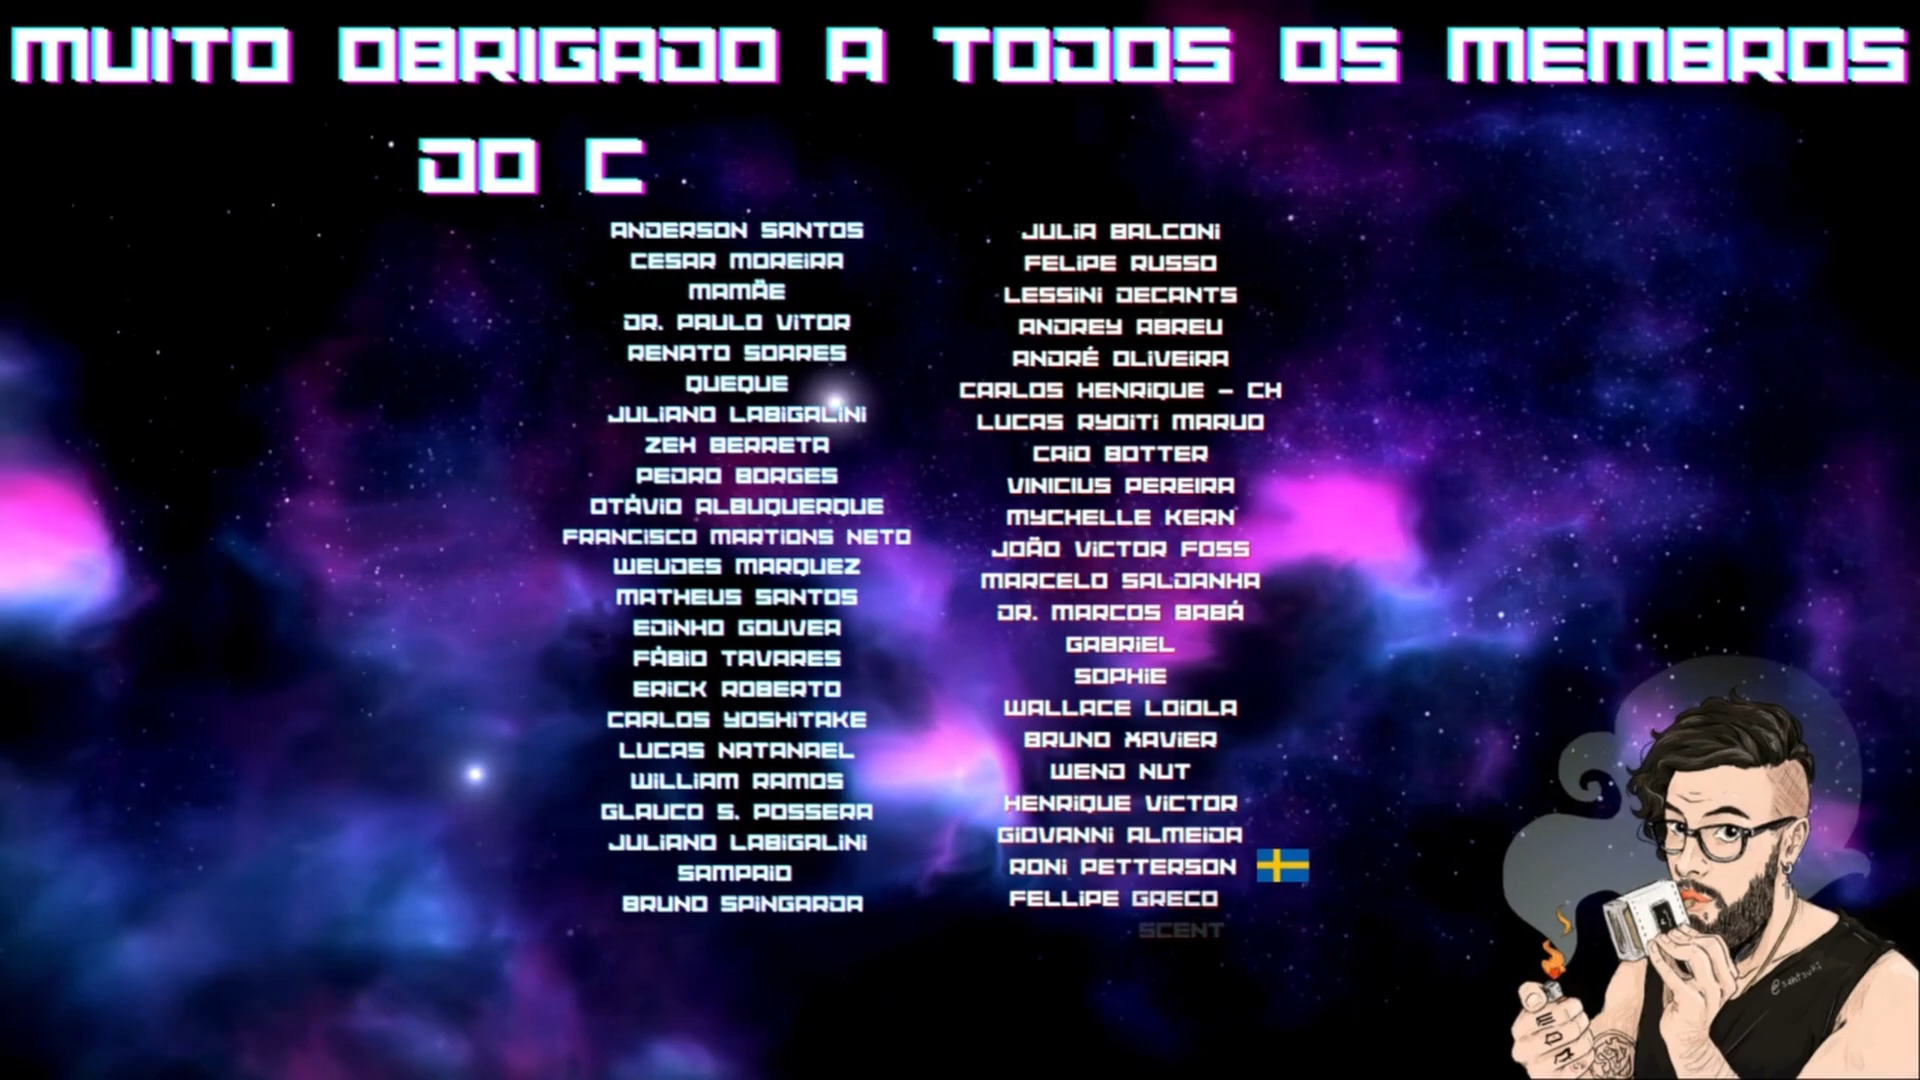 MUITO OBRIGADO A TODOS OS MEMBROS
DO C
ANDERSON SANTOS
CESAR MOREIRA
MAMÃE
DR. PAULO VITOR
RENATO SOARES
QUEQUE
JULIANO LABIGALINI
ZEH BERRETA
PEDRO BORGES
OTÁVIO ALBUQUERQUE
FRANCISCO MARTIONS NETO
WEUDES MARQUEZ
MATHEUS SANTOS
EDINHO GOUVEA
FÁBIO TAVARES
ERICK ROBERTO
CARLOS YOSHITAKE
LUCAS NATANAEL
WILLIAM RAMOS
GLAUCO S. POSSERA
JULIANO LABIGALINI
SAMPAIO
BRUNO SPINGARDA
JULIA BALCONI
FELIPE RUSSO
LESSINI DECANTS
ANDREY ABREU
ANDRÉ OLIVEIRA
CARLOS HENRIQUE - CH
LUCAS RYOITI MARUO
CAIO BOTTER
VINICIUS PEREIRA
MYCHELLE KERN
JOÃO VICTOR FOSS
MARCELO SALDANHA
DR. MARCOS BABÁ
GABRIEL
SOPHIE
WALLACE LOIOLA
BRUNO XAVIER
WEND NUT
HENRIQUE VICTOR
GIOVANNI ALMEIDA
RONI PETTERSON
FELLIPE GRECO
SCENT
@santsuki